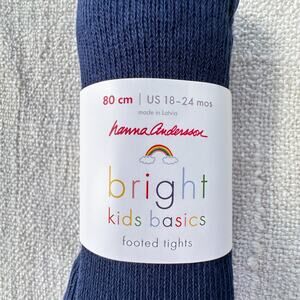 80 cm | US 18-24 mos
made in Latvia
hanna Andersson
bright
kids basics
footed tights